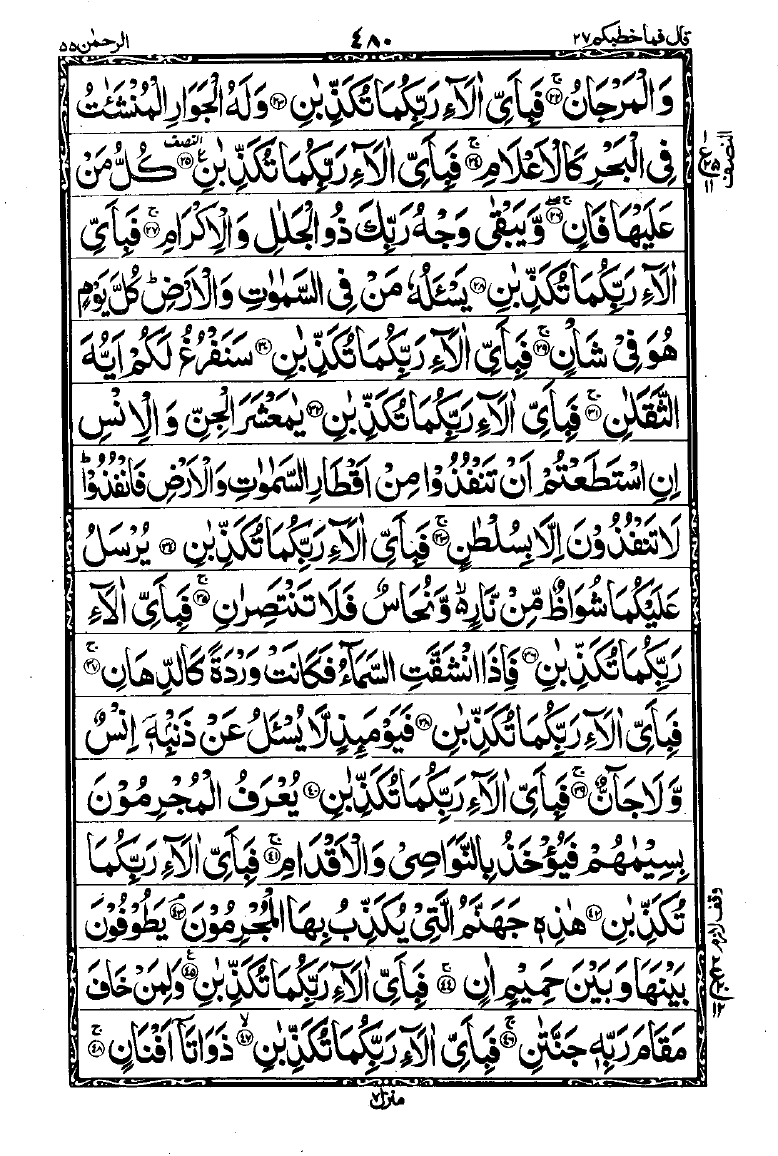 قال فما خطبكم ٢٧
٤٨٠
الرحمٰن ٥٥
وَالْمَرْجَانُ ۚ﴿٢٢﴾ فَبِاَيِّ اٰلَآءِ رَبِّكُمَا تُكَذِّبٰنِ ﴿٢٣﴾ وَلَهُ الْجَوَارِ الْمُنْشَئٰتُ
فِي الْبَحْرِ كَالْاَعْلَامِ ۚ﴿٢٤﴾ فَبِاَيِّ اٰلَآءِ رَبِّكُمَا تُكَذِّبٰنِ ﴿٢٥﴾ع النصف كُلُّ مَنْ
النصف
ع ٢٥
عَلَيْهَا فَانٍ ﴿٢٦﴾ۚۖ وَّيَبْقٰى وَجْهُ رَبِّكَ ذُو الْجَلٰلِ وَالْاِكْرَامِ ۚ﴿٢٧﴾ فَبِاَيِّ
اٰلَآءِ رَبِّكُمَا تُكَذِّبٰنِ ﴿٢٨﴾ يَسْئَلُهٗ مَنْ فِي السَّمٰوٰتِ وَالْاَرْضِ ؕ كُلَّ يَوْمٍ
هُوَ فِيْ شَاْنٍ ۚ﴿٢٩﴾ فَبِاَيِّ اٰلَآءِ رَبِّكُمَا تُكَذِّبٰنِ ﴿٣٠﴾ سَنَفْرُغُ لَكُمْ اَيُّهَ
الثَّقَلٰنِ ۚ﴿٣١﴾ فَبِاَيِّ اٰلَآءِ رَبِّكُمَا تُكَذِّبٰنِ ﴿٣٢﴾ يٰمَعْشَرَ الْجِنِّ وَالْاِنْسِ
اِنِ اسْتَطَعْتُمْ اَنْ تَنْفُذُوْا مِنْ اَقْطَارِ السَّمٰوٰتِ وَالْاَرْضِ فَانْفُذُوْا ؕ
لَا تَنْفُذُوْنَ اِلَّا بِسُلْطٰنٍ ۚ﴿٣٣﴾ فَبِاَيِّ اٰلَآءِ رَبِّكُمَا تُكَذِّبٰنِ ﴿٣٤﴾ يُرْسَلُ
عَلَيْكُمَا شُوَاظٌ مِّنْ نَّارٍ ۙ۬ وَّنُحَاسٌ فَلَا تَنْتَصِرٰنِ ۚ﴿٣٥﴾ فَبِاَيِّ اٰلَآءِ
رَبِّكُمَا تُكَذِّبٰنِ ﴿٣٦﴾ فَاِذَا انْشَقَّتِ السَّمَآءُ فَكَانَتْ وَرْدَةً كَالدِّهَانِ ۚ﴿٣٧﴾
فَبِاَيِّ اٰلَآءِ رَبِّكُمَا تُكَذِّبٰنِ ﴿٣٨﴾ فَيَوْمَئِذٍ لَّا يُسْئَلُ عَنْ ذَنْۢبِهٖۤ اِنْسٌ
وَّلَا جَآنٌّ ۚ﴿٣٩﴾ فَبِاَيِّ اٰلَآءِ رَبِّكُمَا تُكَذِّبٰنِ ﴿٤٠﴾ يُعْرَفُ الْمُجْرِمُوْنَ
بِسِيْمٰهُمْ فَيُؤْخَذُ بِالنَّوَاصِيْ وَالْاَقْدَامِ ۚ﴿٤١﴾ فَبِاَيِّ اٰلَآءِ رَبِّكُمَا
تُكَذِّبٰنِ ﴿٤٢﴾ هٰذِهٖ جَهَنَّمُ الَّتِيْ يُكَذِّبُ بِهَا الْمُجْرِمُوْنَ ۘ﴿٤٣﴾ يَطُوْفُوْنَ
وقف لازم
بَيْنَهَا وَبَيْنَ حَمِيْمٍ اٰنٍ ۚ﴿٤٤﴾ فَبِاَيِّ اٰلَآءِ رَبِّكُمَا تُكَذِّبٰنِ ﴿٤٥﴾ع وَلِمَنْ خَافَ
مَقَامَ رَبِّهٖ جَنَّتٰنِ ۚ﴿٤٦﴾ فَبِاَيِّ اٰلَآءِ رَبِّكُمَا تُكَذِّبٰنِ ۙ﴿٤٧﴾ ذَوَاتَاۤ اَفْنَانٍ ۚ﴿٤٨﴾
منزل ٧